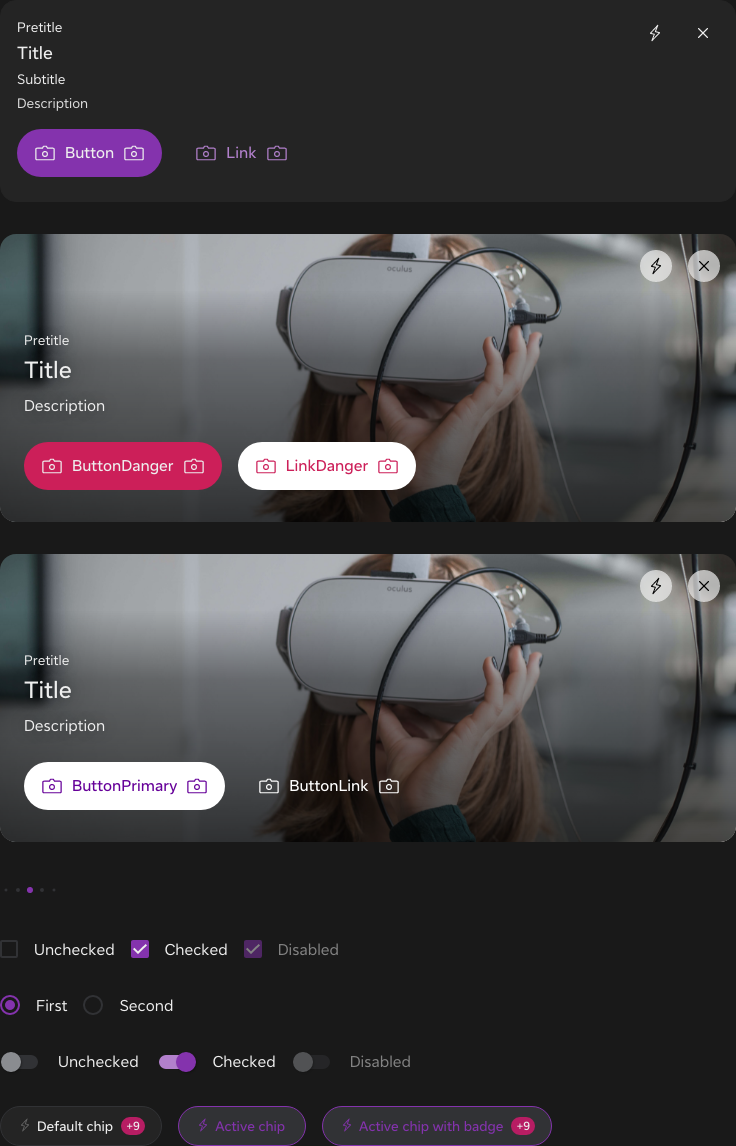 Pretitle
Title
Subtitle
Description
Button Link
oculus
Pretitle
Title
Description
ButtonDanger LinkDanger
oculus
Pretitle
Title
Description
ButtonPrimary ButtonLink
Unchecked Checked Disabled
First Second
Unchecked Checked Disabled
Default chip +9 Active chip Active chip with badge +9